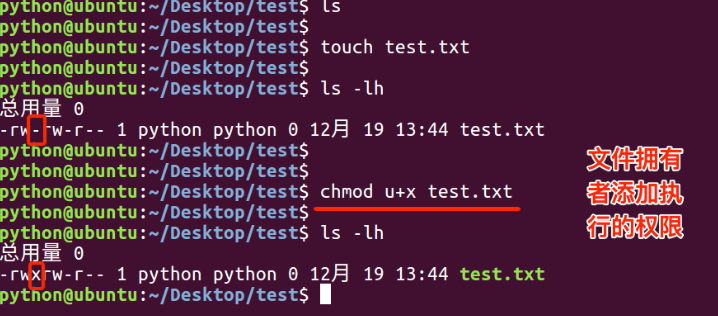 python@ubuntu:~/Desktop/test$ ls
python@ubuntu:~/Desktop/test$
python@ubuntu:~/Desktop/test$ touch test.txt
python@ubuntu:~/Desktop/test$
python@ubuntu:~/Desktop/test$ ls -lh
总用量 0
-rw-rw-r-- 1 python python 0 12月 19 13:44 test.txt
python@ubuntu:~/Desktop/test$
python@ubuntu:~/Desktop/test$
python@ubuntu:~/Desktop/test$ chmod u+x test.txt
python@ubuntu:~/Desktop/test$
python@ubuntu:~/Desktop/test$ ls -lh
总用量 0
-rwxrw-r-- 1 python python 0 12月 19 13:44 test.txt
python@ubuntu:~/Desktop/test$
文件拥有
者添加执
行的权限